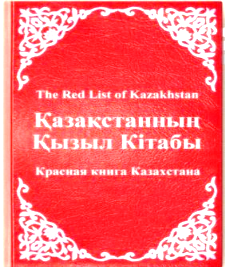 The Red List of Kazakhstan
Қазақстанның
Қызыл Кітабы
Красная книга Казахстана